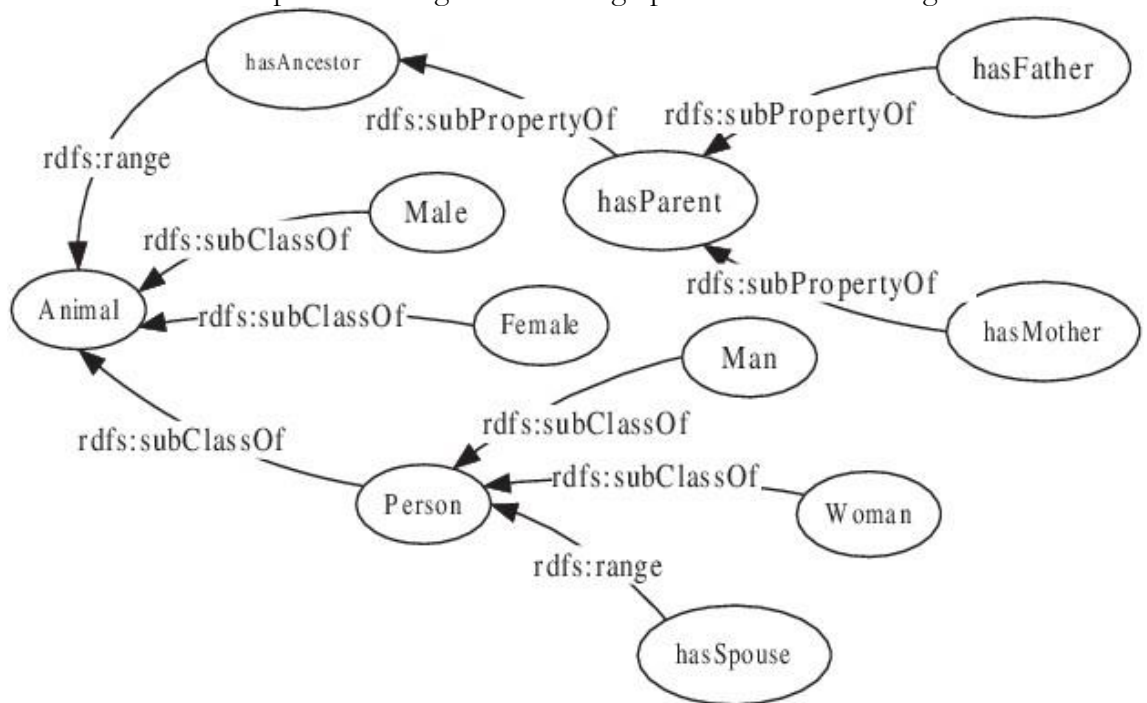 hasAncestor
hasFather
rdfs:subPropertyOf
rdfs:subPropertyOf
rdfs:range
hasParent
Male
rdfs:subClassOf
rdfs:subPropertyOf
Animal
rdfs:subClassOf
Female
hasMother
Man
rdfs:subClassOf
rdfs:subClassOf
rdfs:subClassOf
Person
Woman
rdfs:range
hasSpouse